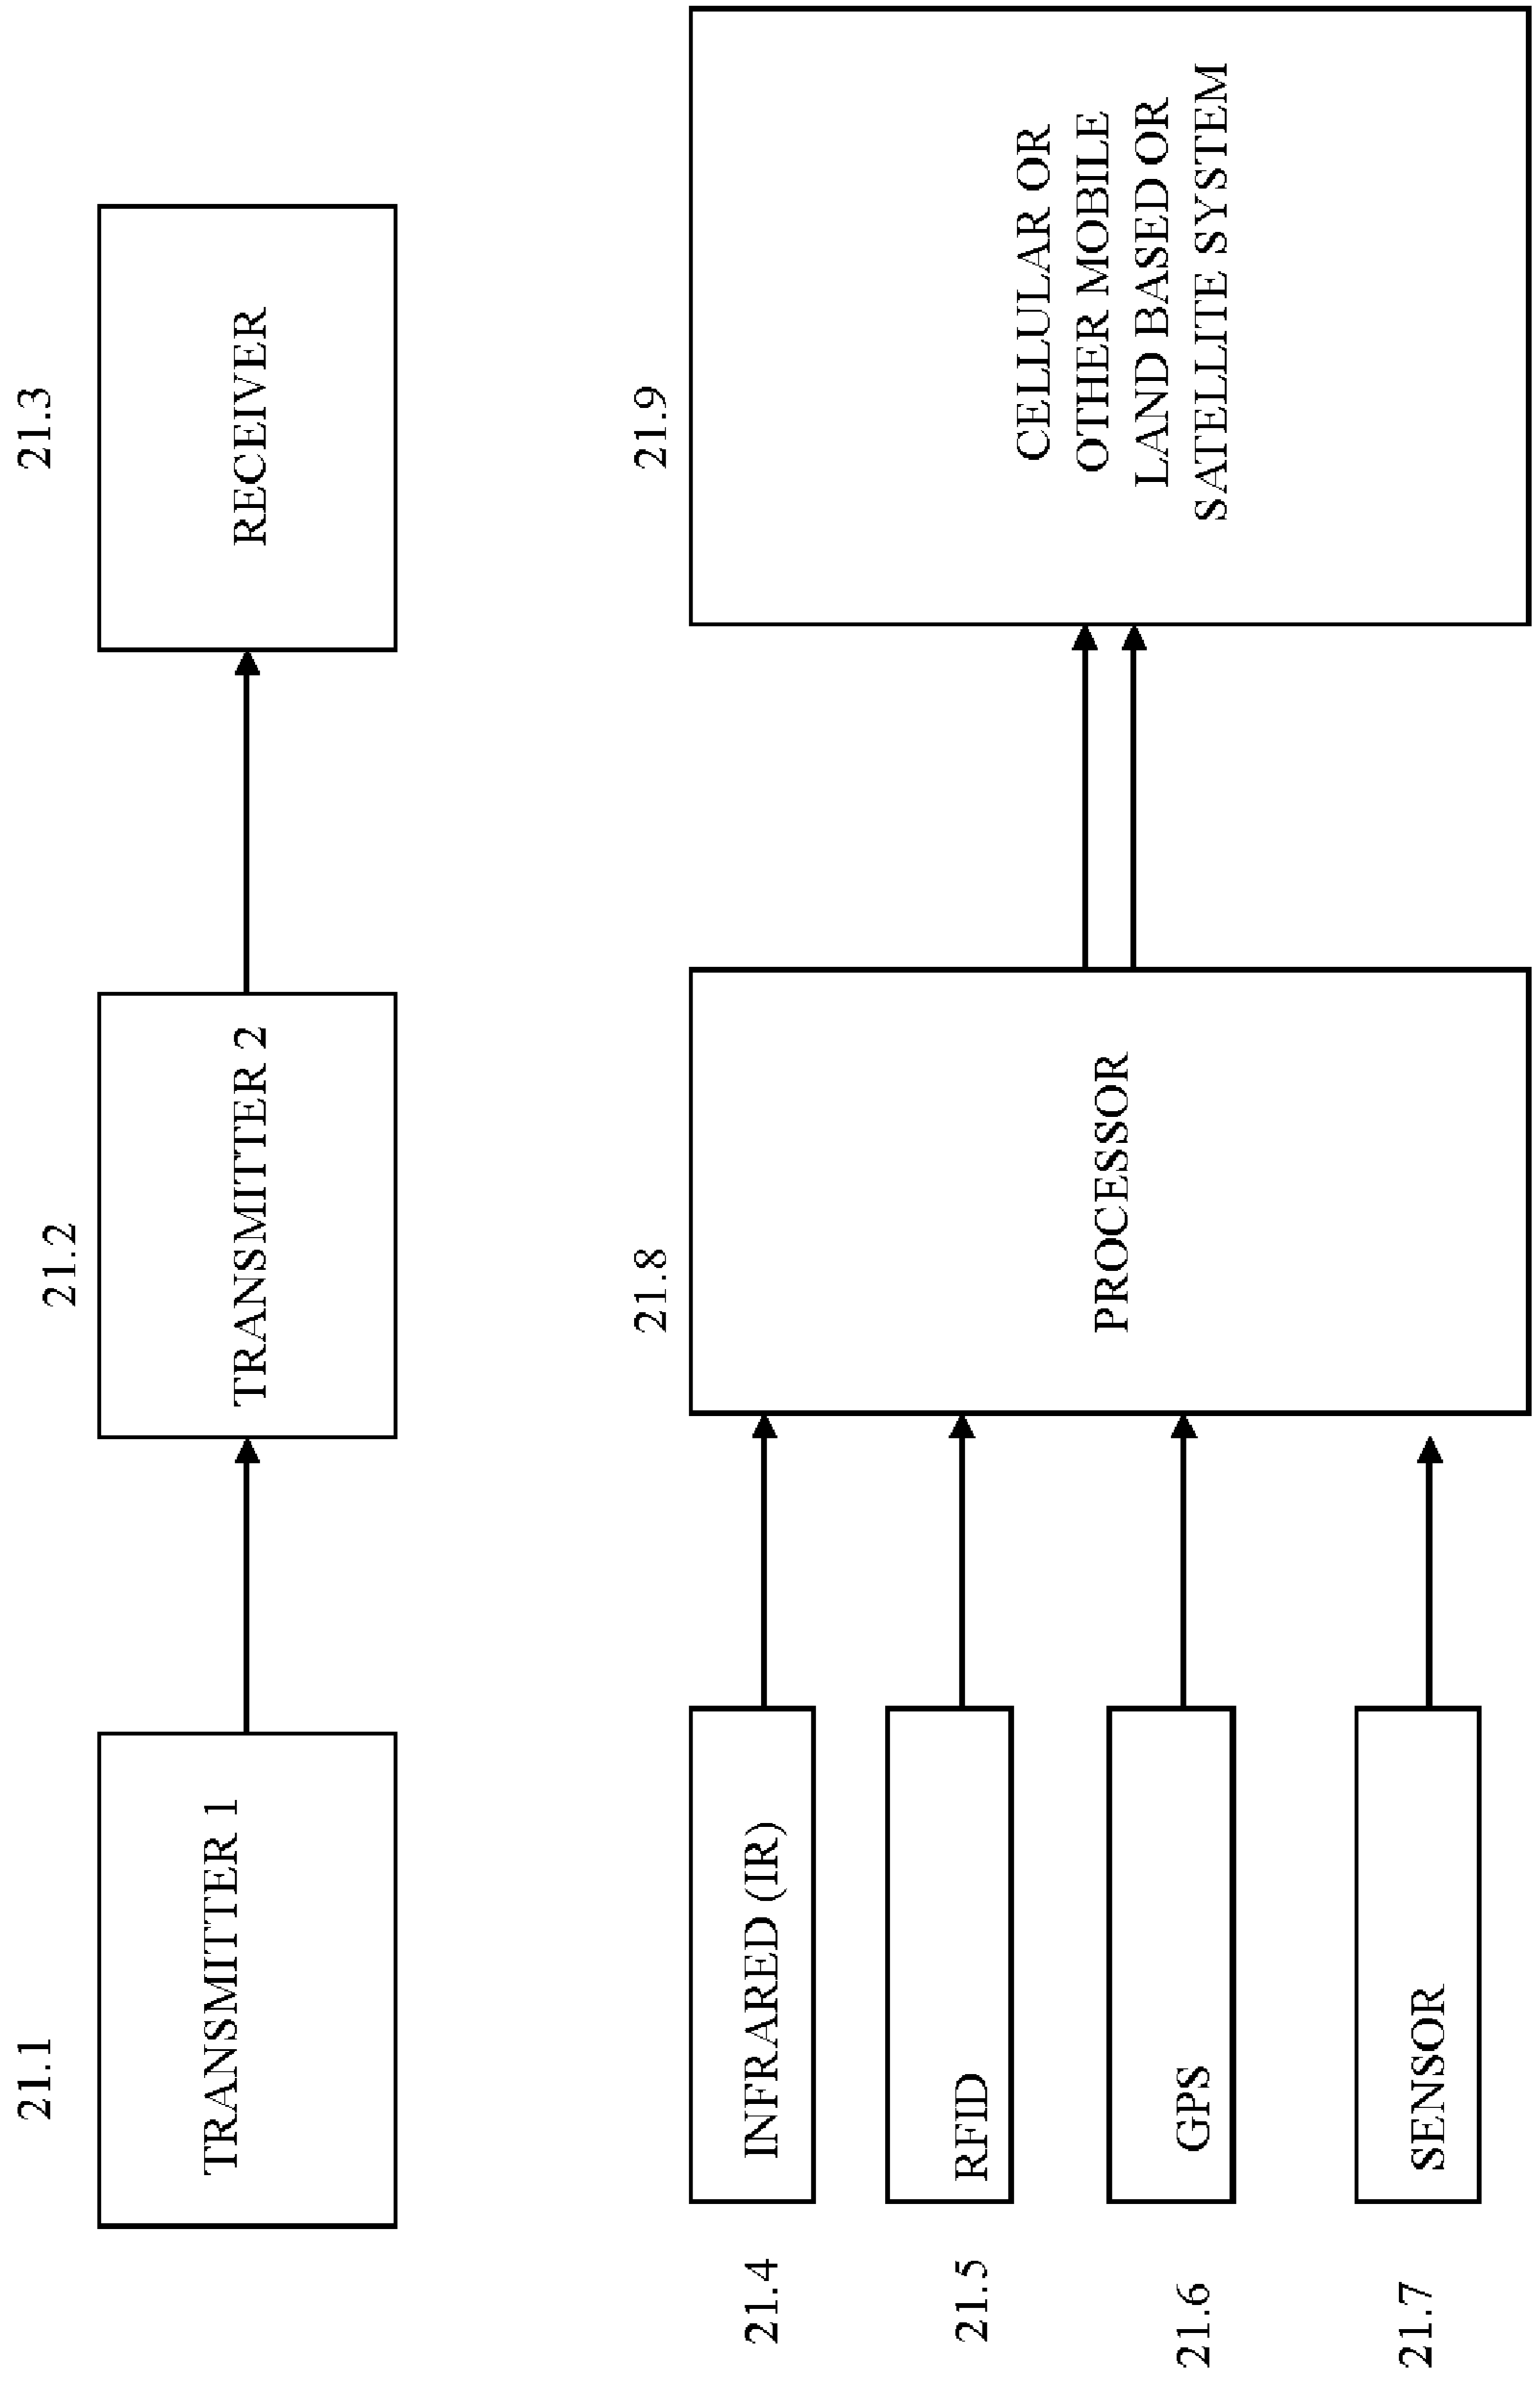 21.1
TRANSMITTER 1
21.2
TRANSMITTER 2
21.3
RECEIVER
21.4
INFRARED (IR)
21.5
RFID
21.6
GPS
21.7
SENSOR
21.8
PROCESSOR
21.9
CELLULAR OR
OTHER MOBILE
LAND BASED OR
SATELLITE SYSTEM